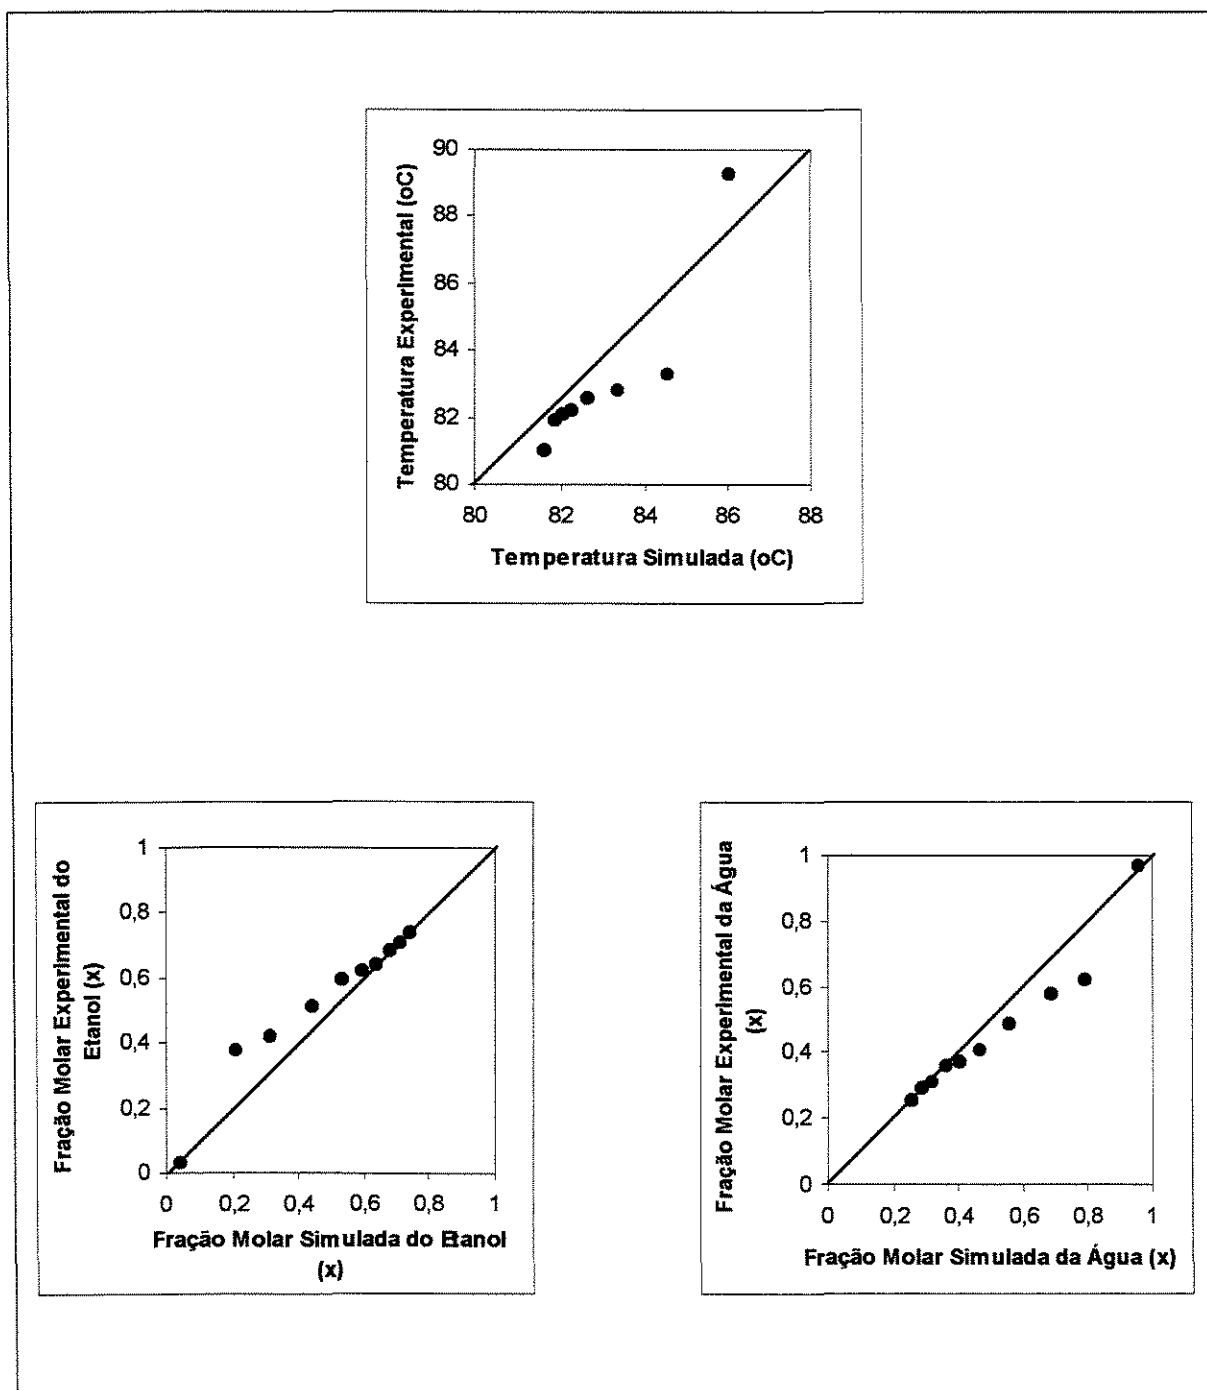 90
88
86
84
82
80
Temperatura Experimental (oC)
80 82 84 86 88
Temperatura Simulada (oC)
Fração Molar Experimental do
Etanol (x)
1
0,8
0,6
0,4
0,2
0
0 0,2 0,4 0,6 0,8 1
Fração Molar Simulada do Etanol
(x)
Fração Molar Experimental da Água
(x)
1
0,8
0,6
0,4
0,2
0
0 0,2 0,4 0,6 0,8 1
Fração Molar Simulada da Água (x)